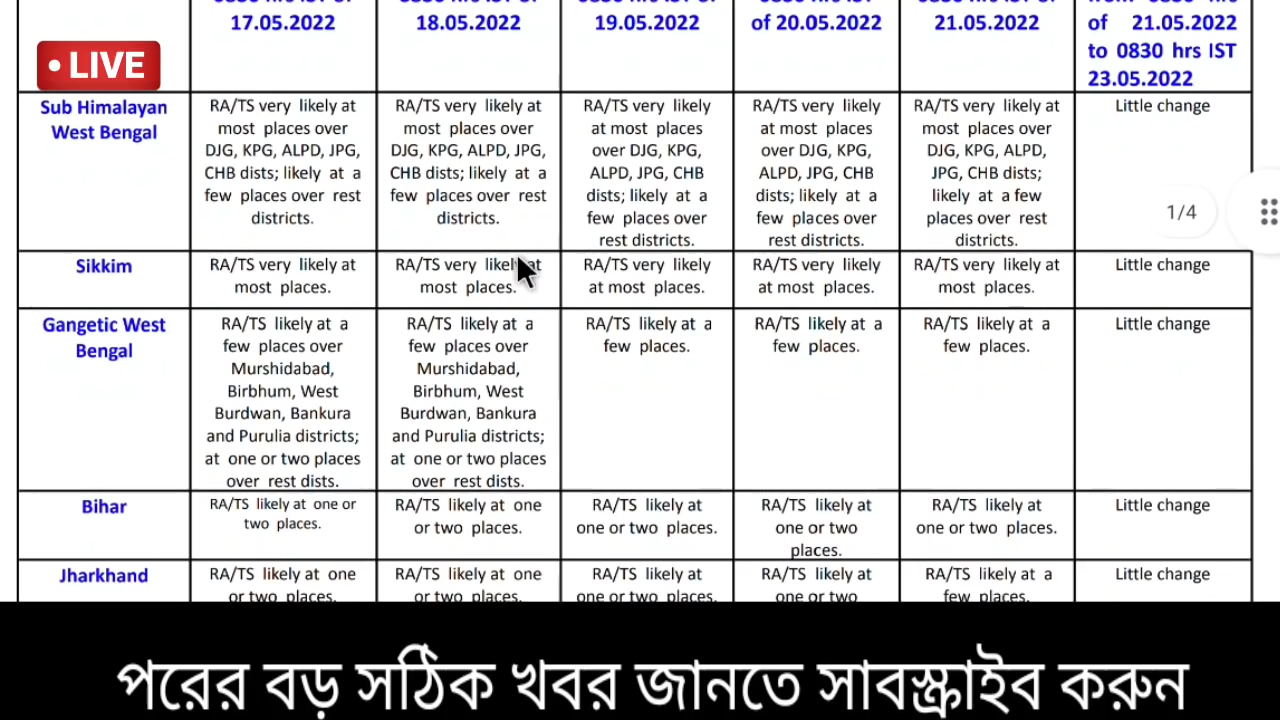 17.05.2022
18.05.2022
19.05.2022
of 20.05.2022
21.05.2022
of 21.05.2022
to 0830 hrs IST
23.05.2022
• LIVE
Sub Himalayan
West Bengal
RA/TS very likely at
most places over
DJG, KPG, ALPD, JPG,
CHB dists; likely at a
few places over rest
districts.
RA/TS very likely at
most places over
DJG, KPG, ALPD, JPG,
CHB dists; likely at a
few places over rest
districts.
RA/TS very likely
at most places
over DJG, KPG,
ALPD, JPG, CHB
dists; likely at a
few places over
rest districts.
RA/TS very likely
at most places
over DJG, KPG,
ALPD, JPG, CHB
dists; likely at a
few places over
rest districts.
RA/TS very likely at
most places over
DJG, KPG, ALPD,
JPG, CHB dists;
likely at a few
places over rest
districts.
Little change
1/4
Sikkim
RA/TS very likely at
most places.
RA/TS very likely at
most places.
RA/TS very likely
at most places.
RA/TS very likely
at most places.
RA/TS very likely at
most places.
Little change
Gangetic West
Bengal
RA/TS likely at a
few places over
Murshidabad,
Birbhum, West
Burdwan, Bankura
and Purulia districts;
at one or two places
over rest dists.
RA/TS likely at a
few places over
Murshidabad,
Birbhum, West
Burdwan, Bankura
and Purulia districts;
at one or two places
over rest dists.
RA/TS likely at a
few places.
RA/TS likely at a
few places.
RA/TS likely at a
few places.
Little change
Bihar
RA/TS likely at one or
two places.
RA/TS likely at one
or two places.
RA/TS likely at
one or two places.
RA/TS likely at
one or two
places.
RA/TS likely at
one or two places.
Little change
Jharkhand
RA/TS likely at one
or two places.
RA/TS likely at one
or two places.
RA/TS likely at
one or two places.
RA/TS likely at
one or two
RA/TS likely at a
few places.
Little change
পরের বড় সঠিক খবর জানতে সাবস্ক্রাইব করুন